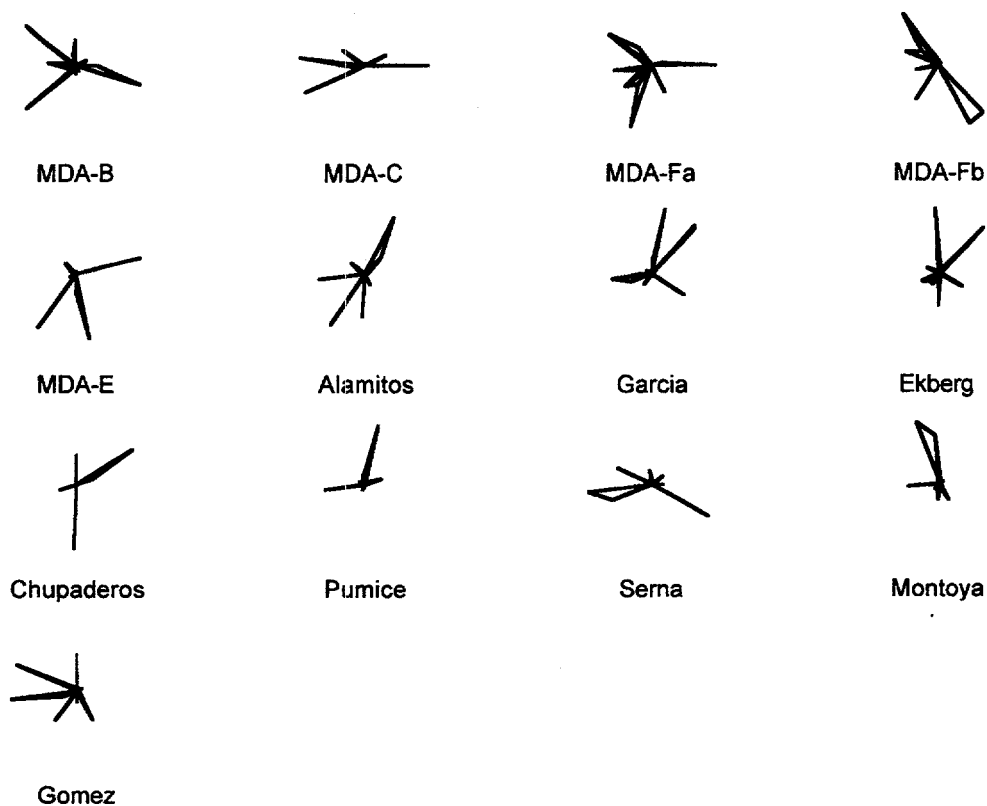 MDA-B MDA-C MDA-Fa MDA-Fb
MDA-E Alamitos Garcia Ekberg
Chupaderos Pumice Serna Montoya
Gomez